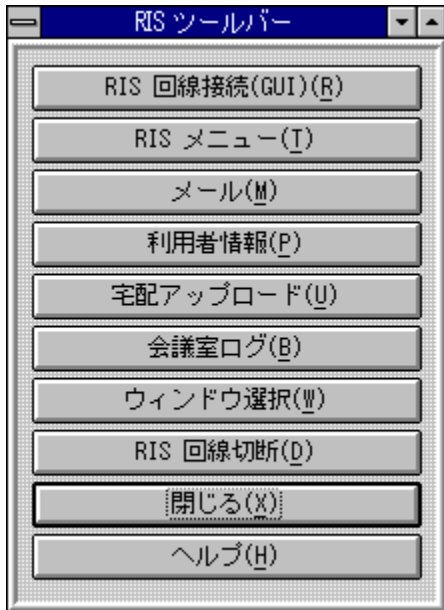 RIS ツールバー
RIS 回線接続(GUI)(R)
RIS メニュー(T)
メール(M)
利用者情報(P)
宅配アップロード(U)
会議室ログ(B)
ウィンドウ選択(W)
RIS 回線切断(D)
閉じる(X)
ヘルプ(H)